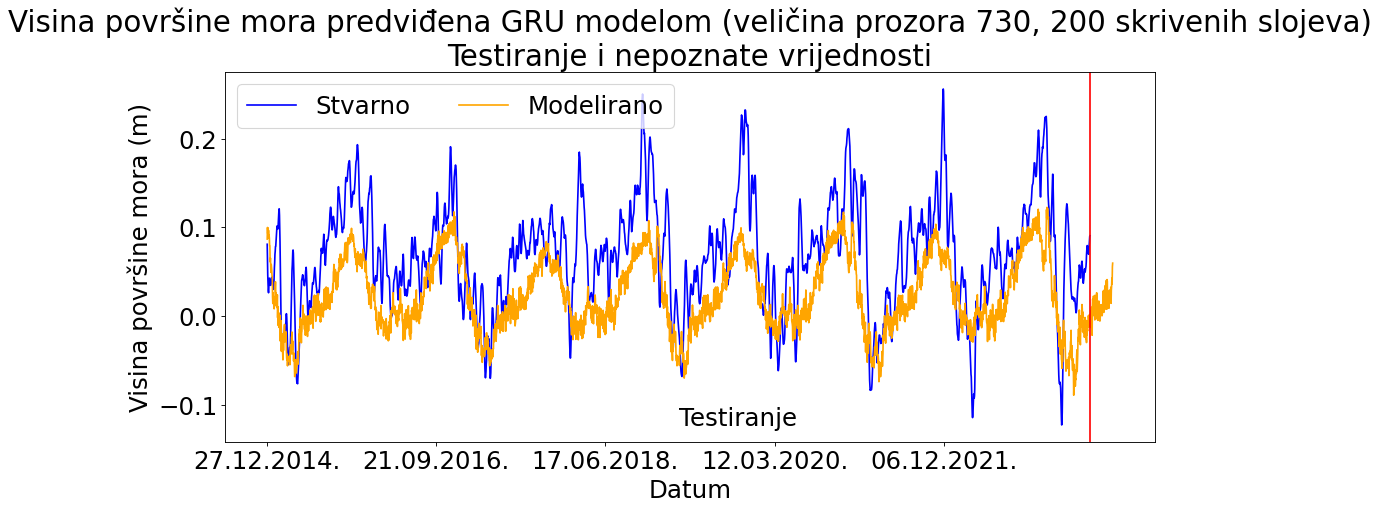 Visina površine mora predviđena GRU modelom (veličina prozora 730, 200 skrivenih slojeva)
Testiranje i nepoznate vrijednosti
Stvarno
Modelirano
Visina površine mora (m)
0.2
0.1
0.0
−0.1
Testiranje
27.12.2014.
21.09.2016.
17.06.2018.
12.03.2020.
06.12.2021.
Datum